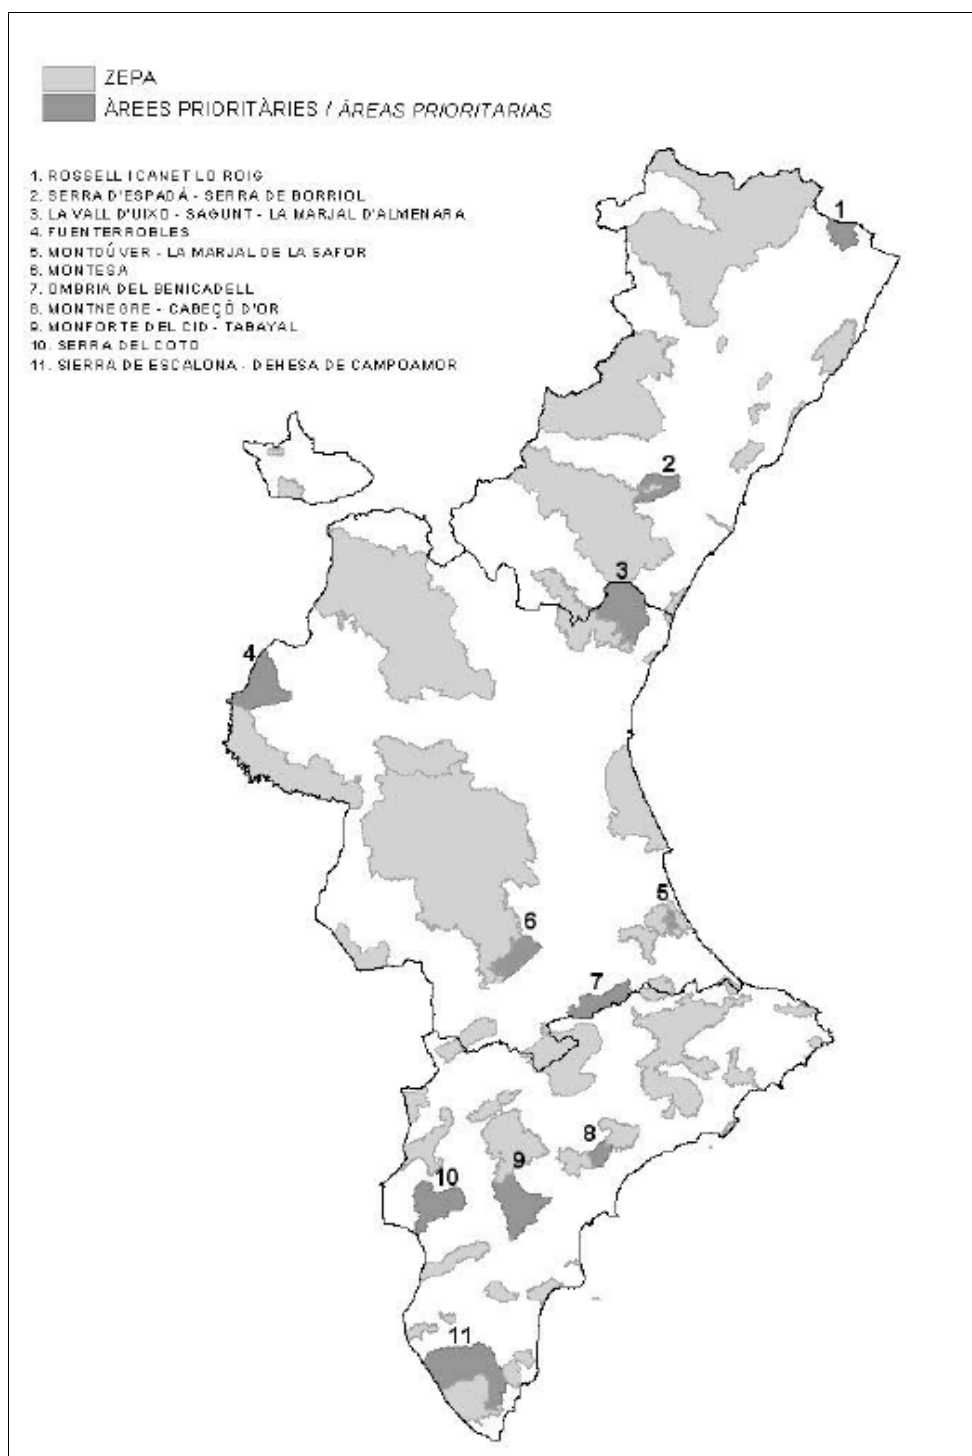 ZEPA
ÀREES PRIORITÀRIES / ÁREAS PRIORITARIAS
1. ROSSELL I CANET LO ROIG
2. SERRA D'ESPADÁ - SERRA DE BORRIOL
3. LA VALL D'UIXO - SAGUNT - LA MARJAL D'ALMENARA
4. FUENTERROBLES
5. MONTDÚVER - LA MARJAL DE LA SAFOR
6. MONTESA
7. OMBRIA DEL BENICADELL
8. MONTNEGRE - CABEÇÓ D'OR
9. MONFORTE DEL CID - TABAYAL
10. SERRA DEL COTO
11. SIERRA DE ESCALONA - DEHESA DE CAMPOAMOR
1
2
3
4
5
6
7
8
9
10
11